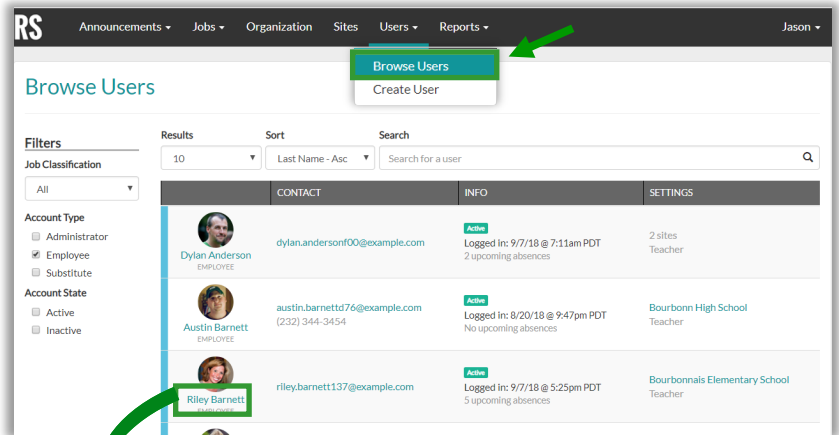 RS Announcements Jobs Organization Sites Users Reports Jason
Browse Users
Create User
Browse Users
Filters
Job Classification
All
Account Type
Administrator
Employee
Substitute
Account State
Active
Inactive
Results Sort Search
10 Last Name - Asc Search for a user
CONTACT INFO SETTINGS
Dylan Anderson
EMPLOYEE
dylan.andersonf00@example.com
Active
Logged in: 9/7/18 @ 7:11am PDT
2 upcoming absences
2 sites
Teacher
Austin Barnett
EMPLOYEE
austin.barnettd76@example.com
(232) 344-3454
Active
Logged in: 8/20/18 @ 9:47pm PDT
No upcoming absences
Bourbonn High School
Teacher
Riley Barnett
EMPLOYEE
riley.barnett137@example.com
Active
Logged in: 9/7/18 @ 5:25pm PDT
5 upcoming absences
Bourbonnais Elementary School
Teacher